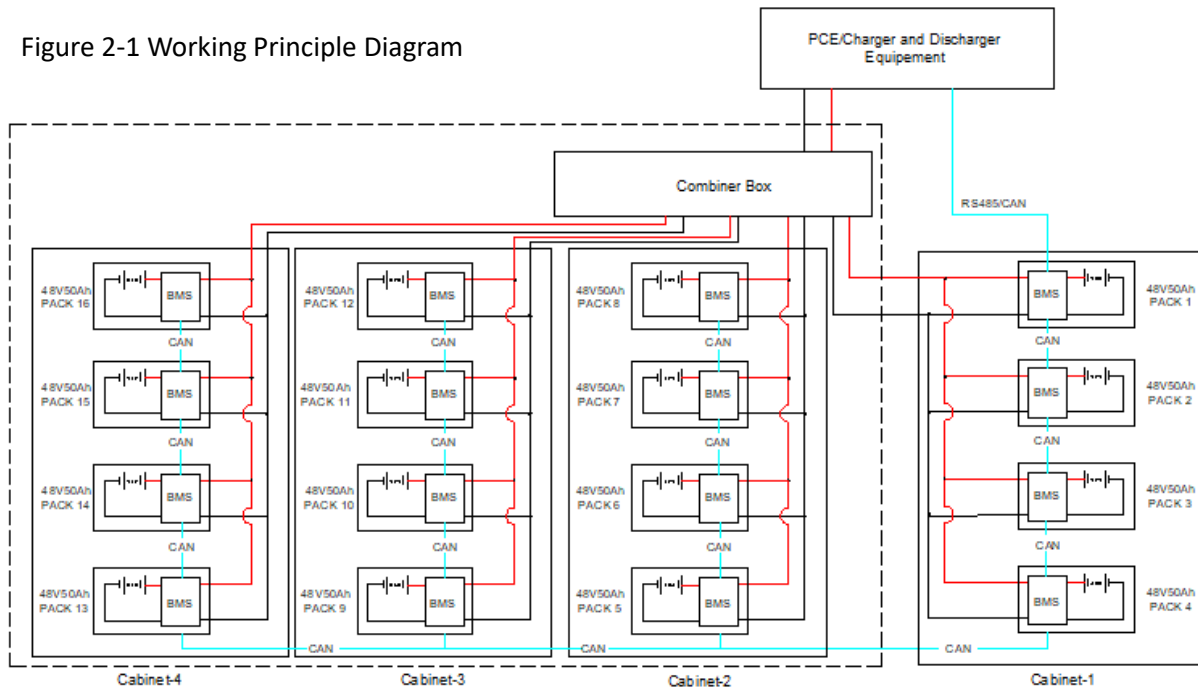 Figure 2-1 Working Principle Diagram
PCE/Charger and Discharger
Equipement
Combiner Box
RS485/CAN
48V50Ah
PACK 16
BMS
CAN
48V50Ah
PACK 15
BMS
CAN
48V50Ah
PACK 14
BMS
CAN
48V50Ah
PACK 13
BMS
Cabinet-4
48V50Ah
PACK 12
BMS
CAN
48V50Ah
PACK 11
BMS
CAN
48V50Ah
PACK 10
BMS
CAN
48V50Ah
PACK 9
BMS
CAN
Cabinet-3
48V50Ah
PACK 8
BMS
CAN
48V50Ah
PACK 7
BMS
CAN
48V50Ah
PACK 6
BMS
CAN
48V50Ah
PACK 5
BMS
CAN
Cabinet-2
BMS
48V50Ah
PACK 1
CAN
BMS
48V50Ah
PACK 2
CAN
BMS
48V50Ah
PACK 3
CAN
BMS
48V50Ah
PACK 4
CAN
Cabinet-1